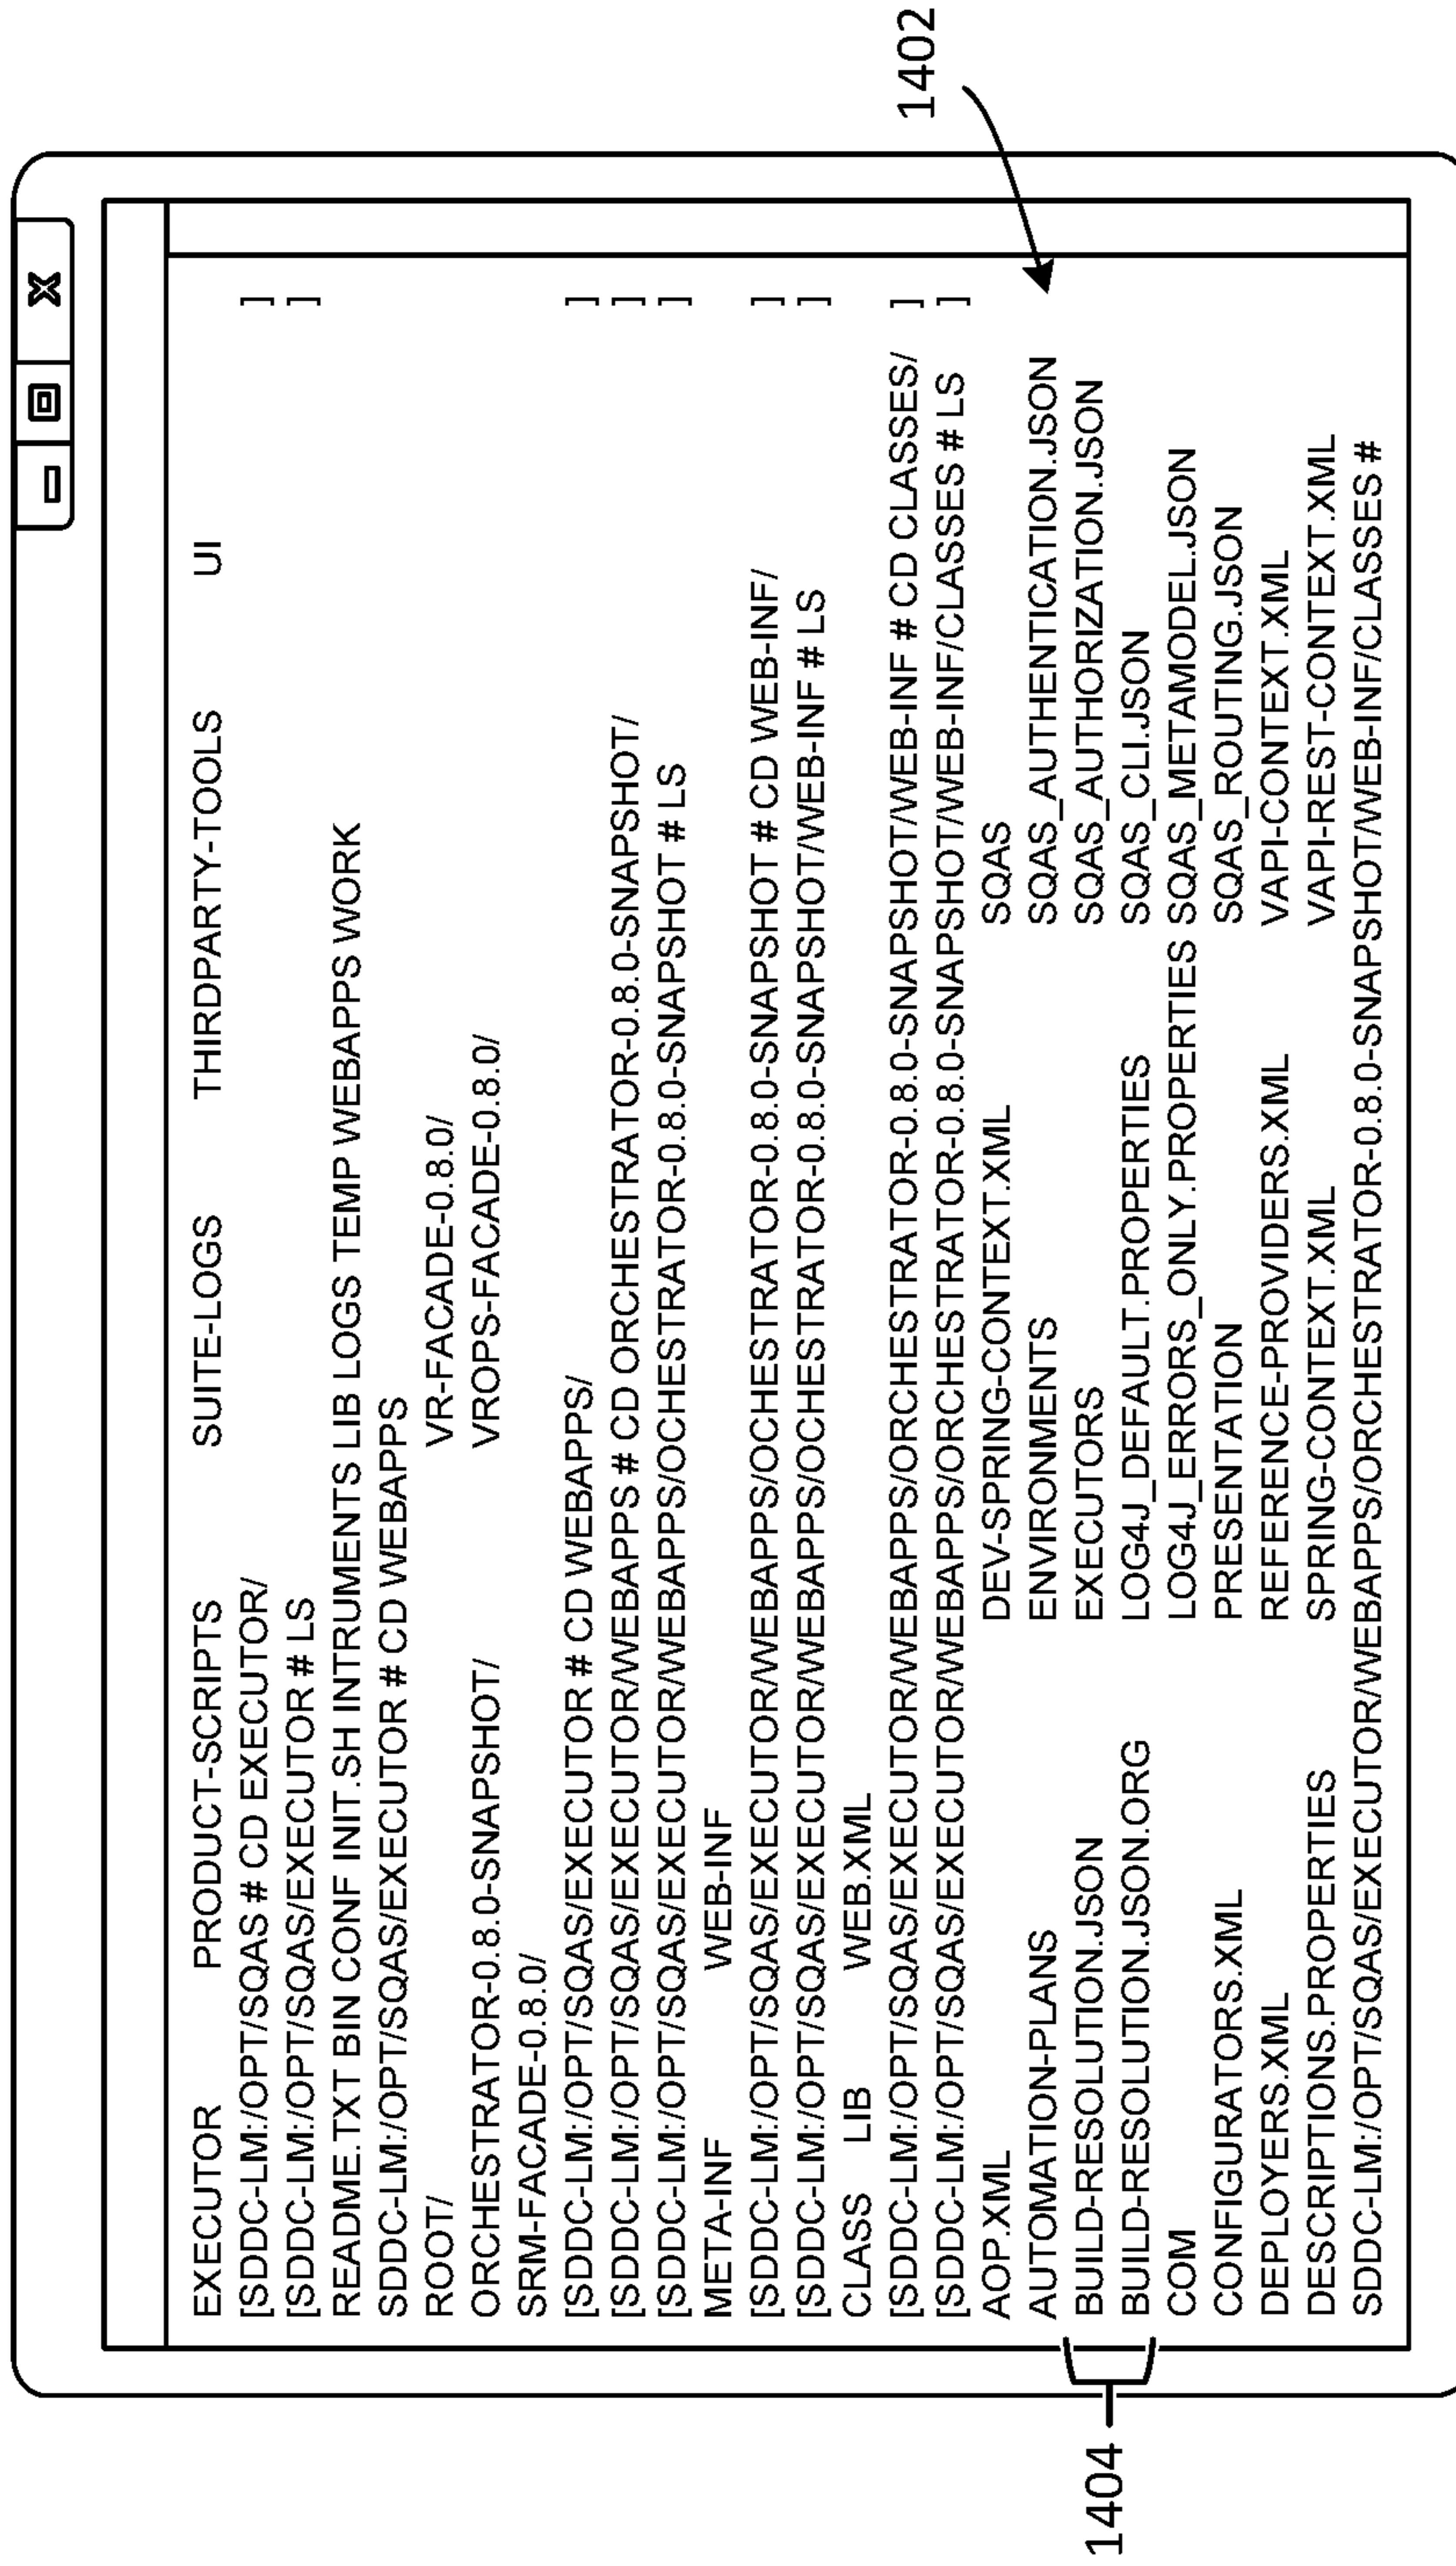 X
EXECUTOR PRODUCT-SCRIPTS SUITE-LOGS THIRDPARTY-TOOLS UI
[SDDC-LM:/OPT/SQAS # CD EXECUTOR/ ]
[SDDC-LM:/OPT/SQAS/EXECUTOR # LS ]
README.TXT BIN CONF INIT.SH INTRUMENTS LIB LOGS TEMP WEBAPPS WORK
SDDC-LM:/OPT/SQAS/EXECUTOR # CD WEBAPPS
ROOT/ VR-FACADE-0.8.0/
ORCHESTRATOR-0.8.0-SNAPSHOT/ VROPS-FACADE-0.8.0/
SRM-FACADE-0.8.0/
[SDDC-LM:/OPT/SQAS/EXECUTOR # CD WEBAPPS/ ]
[SDDC-LM:/OPT/SQAS/EXECUTOR/WEBAPPS # CD ORCHESTRATOR-0.8.0-SNAPSHOT/ ]
[SDDC-LM:/OPT/SQAS/EXECUTOR/WEBAPPS/OCHESTRATOR-0.8.0-SNAPSHOT # LS ]
META-INF WEB-INF
[SDDC-LM:/OPT/SQAS/EXECUTOR/WEBAPPS/OCHESTRATOR-0.8.0-SNAPSHOT # CD WEB-INF/ ]
[SDDC-LM:/OPT/SQAS/EXECUTOR/WEBAPPS/OCHESTRATOR-0.8.0-SNAPSHOT/WEB-INF # LS ]
CLASS LIB WEB.XML
[SDDC-LM:/OPT/SQAS/EXECUTOR/WEBAPPS/ORCHESTRATOR-0.8.0-SNAPSHOT/WEB-INF # CD CLASSES/ ]
[SDDC-LM:/OPT/SQAS/EXECUTOR/WEBAPPS/ORCHESTRATOR-0.8.0-SNAPSHOT/WEB-INF/CLASSES # LS ]
AOP.XML DEV-SPRING-CONTEXT.XML SQAS
AUTOMATION-PLANS ENVIRONMENTS SQAS_AUTHENTICATION.JSON
BUILD-RESOLUTION.JSON EXECUTORS SQAS_AUTHORIZATION.JSON
BUILD-RESOLUTION.JSON.ORG LOG4J_DEFAULT.PROPERTIES SQAS_CLI.JSON
COM LOG4J_ERRORS_ONLY.PROPERTIES SQAS_METAMODEL.JSON
CONFIGURATORS.XML PRESENTATION SQAS_ROUTING.JSON
DEPLOYERS.XML REFERENCE-PROVIDERS.XML VAPI-CONTEXT.XML
DESCRIPTIONS.PROPERTIES SPRING-CONTEXT.XML VAPI-REST-CONTEXT.XML
SDDC-LM:/OPT/SQAS/EXECUTOR/WEBAPPS/ORCHESTRATOR-0.8.0-SNAPSHOT/WEB-INF/CLASSES #
1402
1404